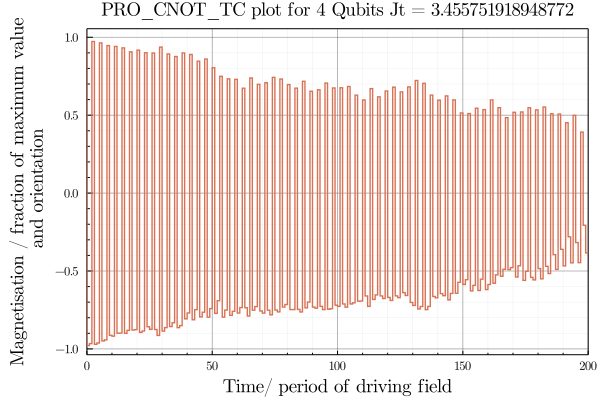 PRO_CNOT_TC plot for 4 Qubits Jt = 3.455751918948772
Magnetisation / fraction of maximum value
and orientation
1.0
0.5
0.0
−0.5
−1.0
0 50 100 150 200
Time/ period of driving field